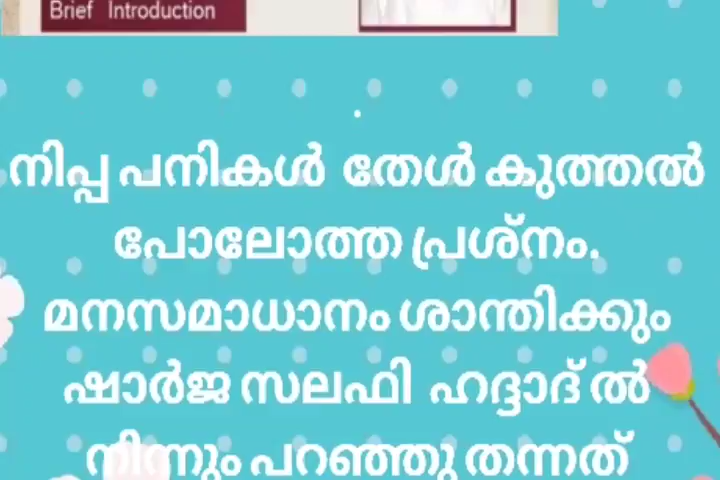 Brief Introduction
.
നിപ്പ പനികൾ തേൾ കുത്തൽ
പോലോത്ത പ്രശ്നം.
മനസമാധാനം ശാന്തിക്കും
ഷാർജ സലഫി ഹദ്ദാദ് ൽ
നിന്നും പറഞ്ഞു തന്നത്